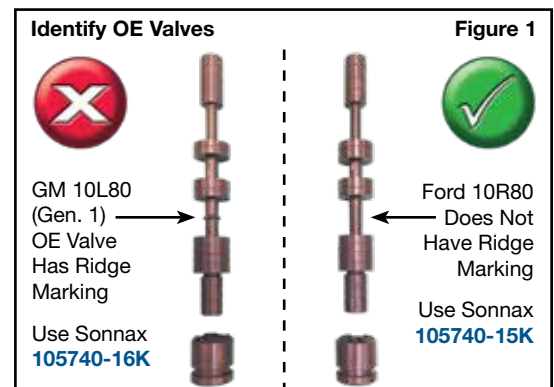 Identify OE Valves
Figure 1
GM 10L80
(Gen. 1)
OE Valve
Has Ridge
Marking
Use Sonnax
105740-16K
Ford 10R80
Does Not
Have Ridge
Marking
Use Sonnax
105740-15K